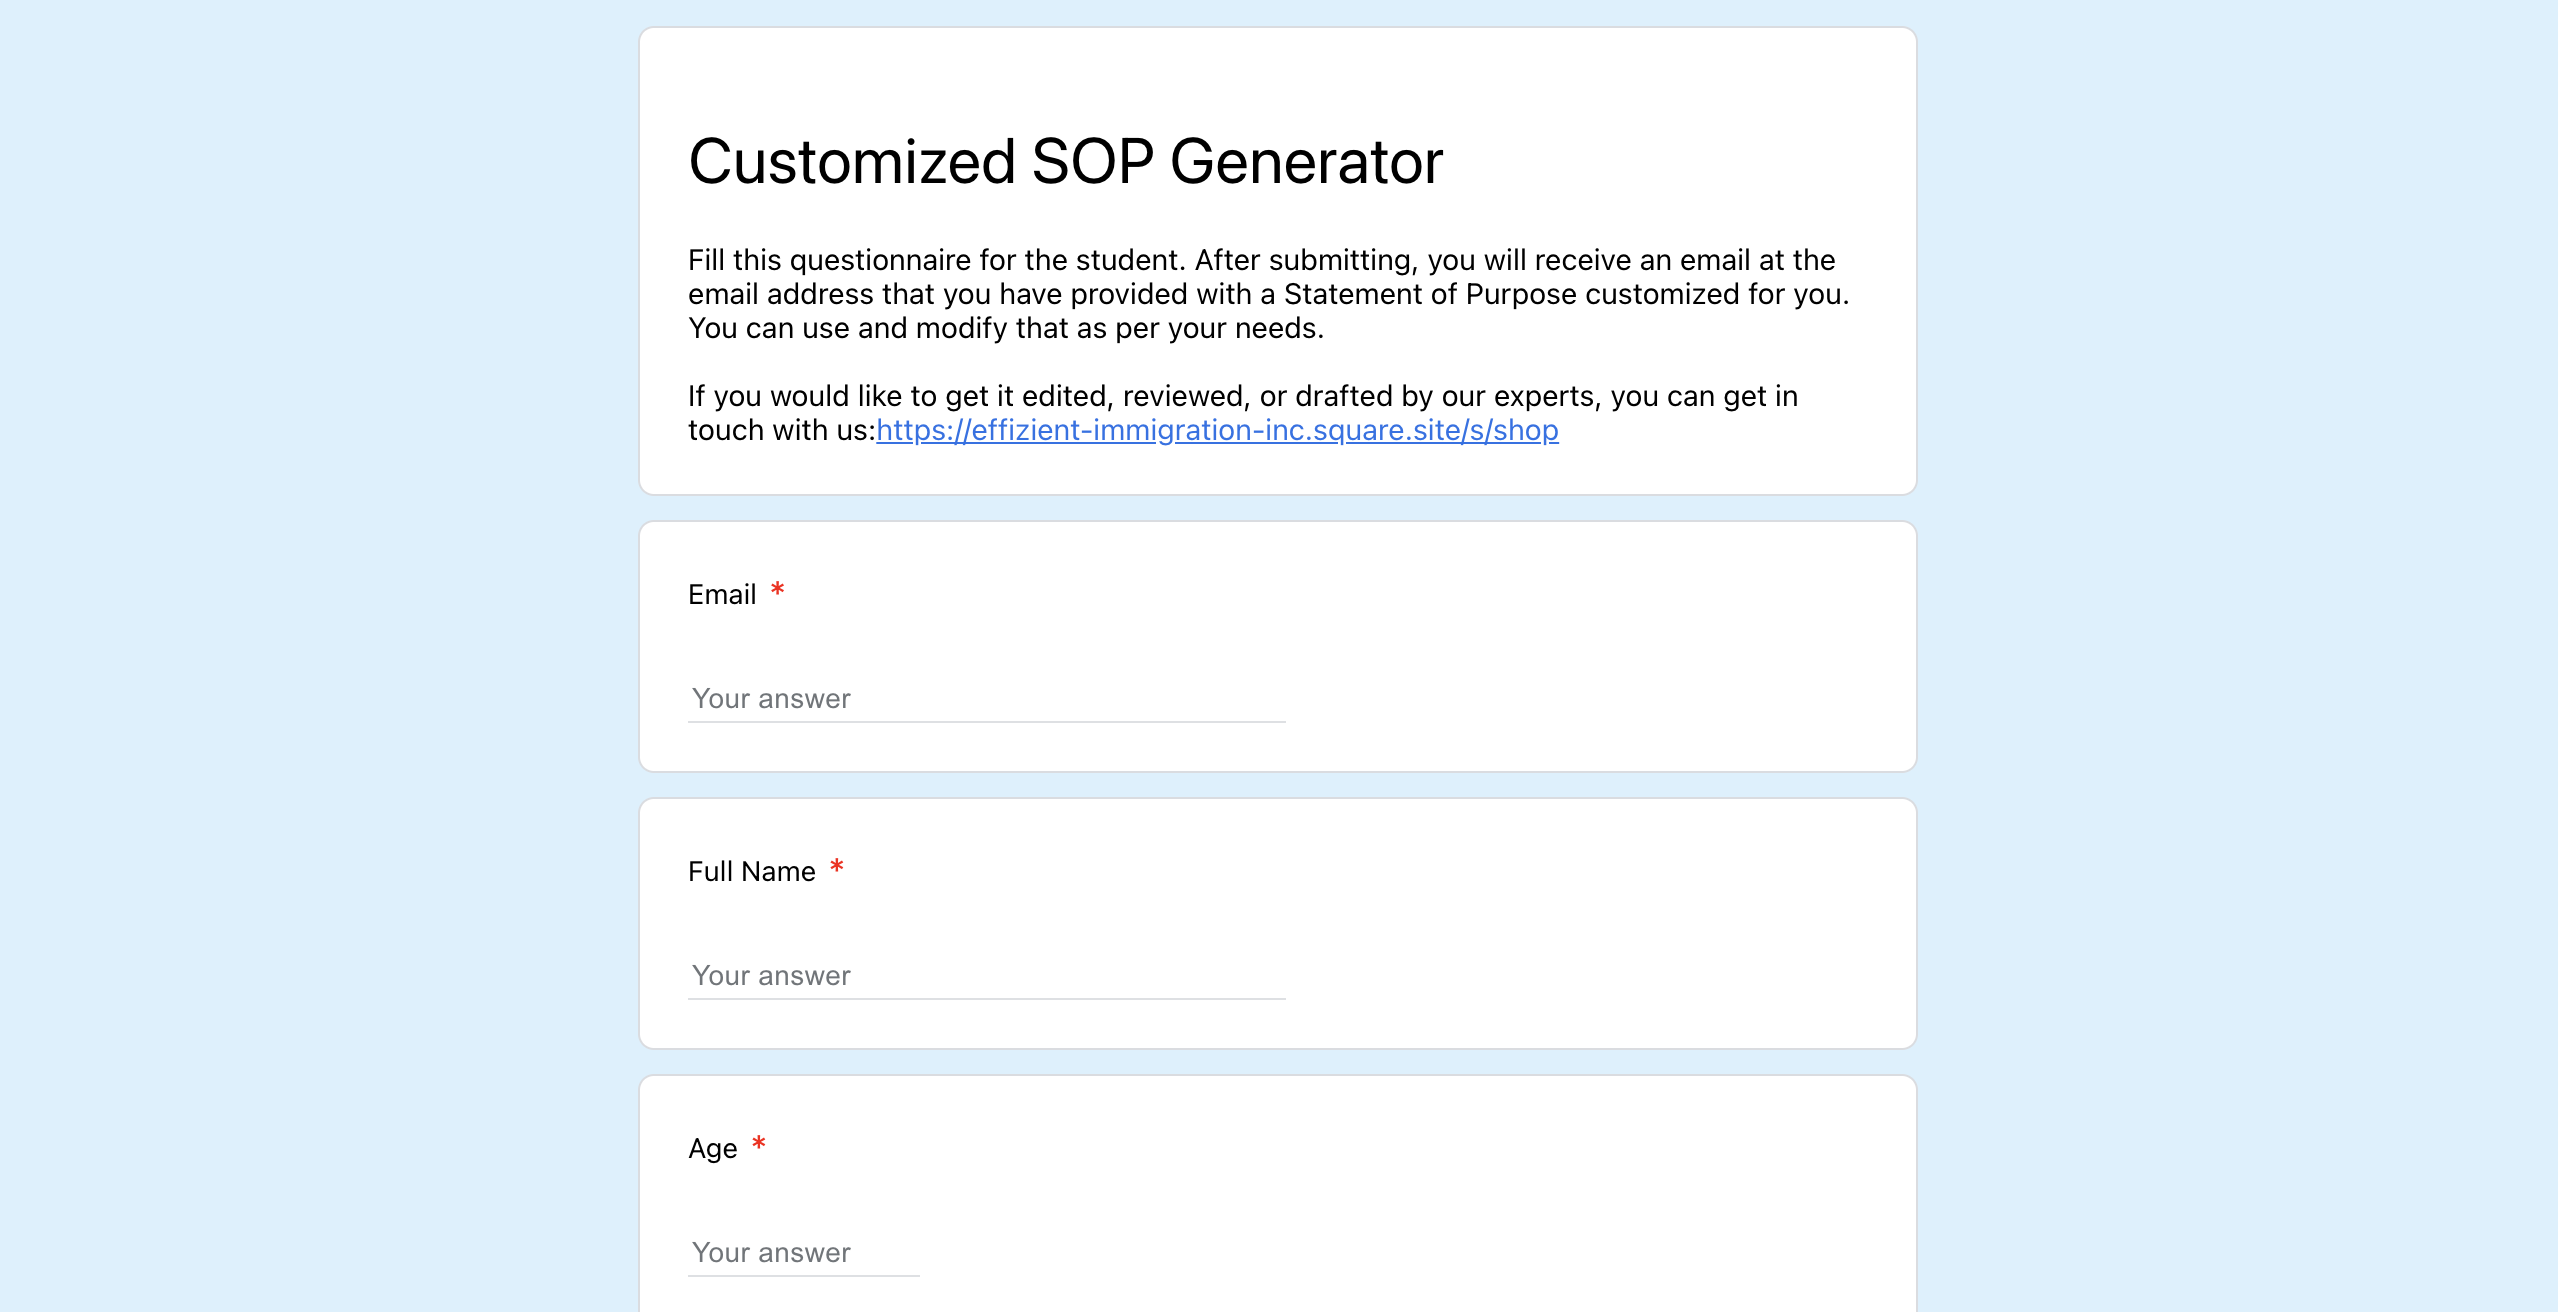 Customized SOP Generator
Fill this questionnaire for the student. After submitting, you will receive an email at the
email address that you have provided with a Statement of Purpose customized for you.
You can use and modify that as per your needs.
If you would like to get it edited, reviewed, or drafted by our experts, you can get in
touch with us:https://effizient-immigration-inc.square.site/s/shop
Email *
Your answer
Full Name *
Your answer
Age *
Your answer